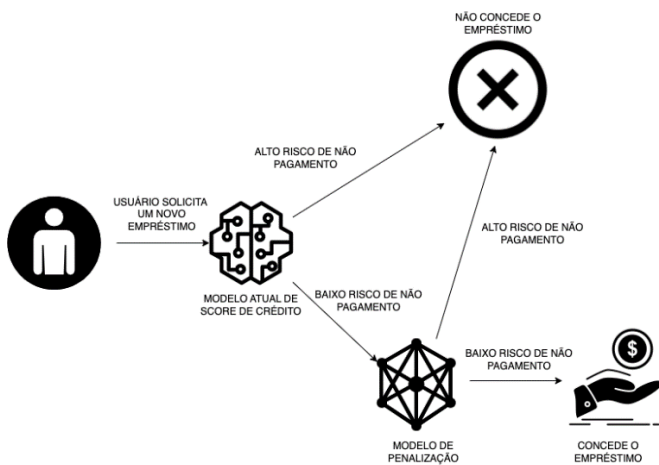 NÃO CONCEDE O
EMPRÉSTIMO
ALTO RISCO DE NÃO
PAGAMENTO
USUÁRIO SOLICITA
UM NOVO
EMPRÉSTIMO
ALTO RISCO DE NÃO
PAGAMENTO
MODELO ATUAL DE
SCORE DE CRÉDITO
BAIXO RISCO DE NÃO
PAGAMENTO
$
BAIXO RISCO DE NÃO
PAGAMENTO
MODELO DE
PENALIZAÇÃO
CONCEDE O
EMPRÉSTIMO